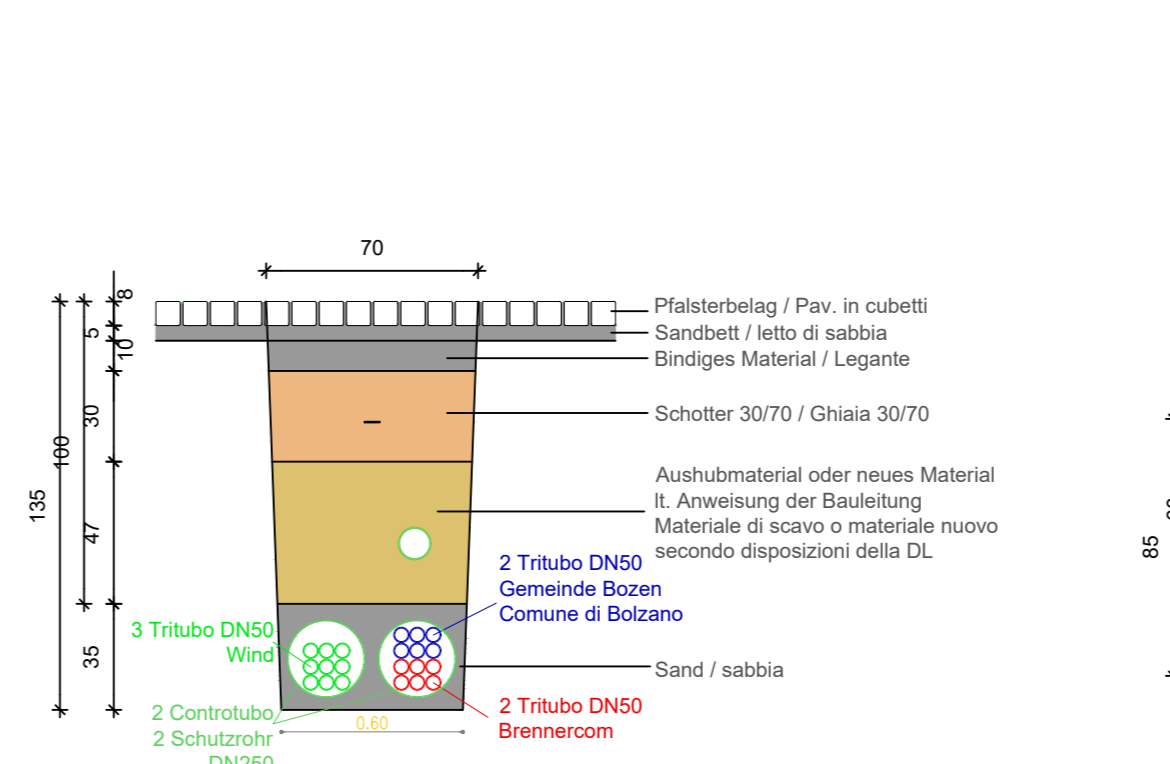 70
8
5
10
30
100
135
47
35
Pfalsterbelag / Pav. in cubetti
Sandbett / letto di sabbia
Bindiges Material / Legante
Schotter 30/70 / Ghiaia 30/70
Aushubmaterial oder neues Material
lt. Anweisung der Bauleitung
Materiale di scavo o materiale nuovo
secondo disposizioni della DL
2 Tritubo DN50
Gemeinde Bozen
Comune di Bolzano
3 Tritubo DN50
Wind
Sand / sabbia
2 Tritubo DN50
Brennercom
2 Controtubo
2 Schutzrohr
DN250
0.60
85